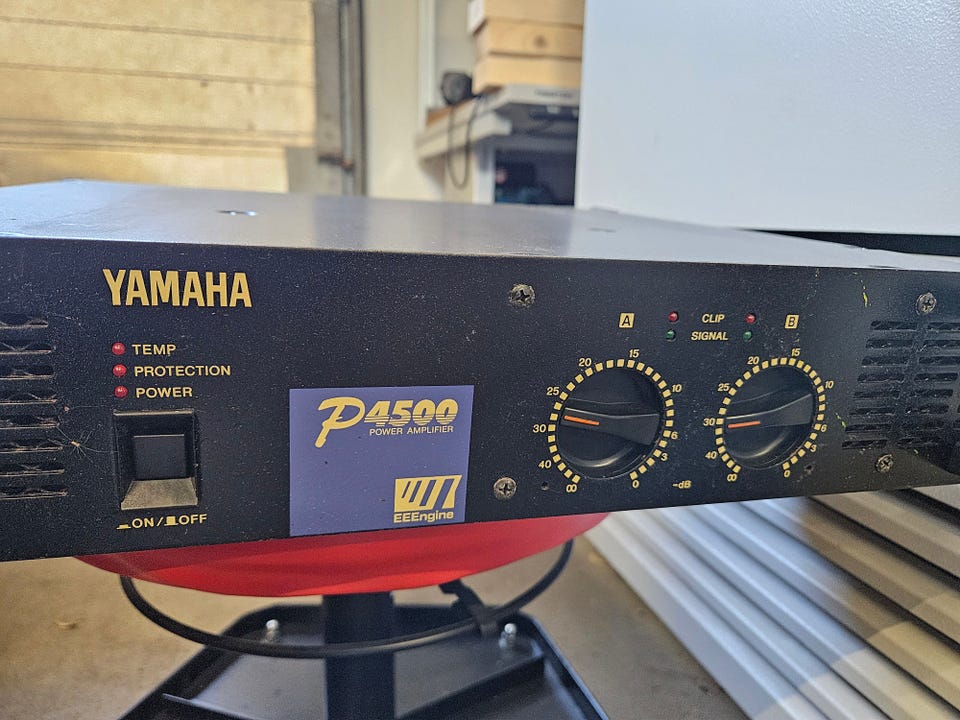 YAMAHA
TEMP
PROTECTION
POWER
ON / OFF
P4500
POWER AMPLIFIER
EEEngine
A
CLIP
B
SIGNAL
∞ 40 30 25 20 15 10 6 3 0
-dB
∞ 40 30 25 20 15 10 6 3 0